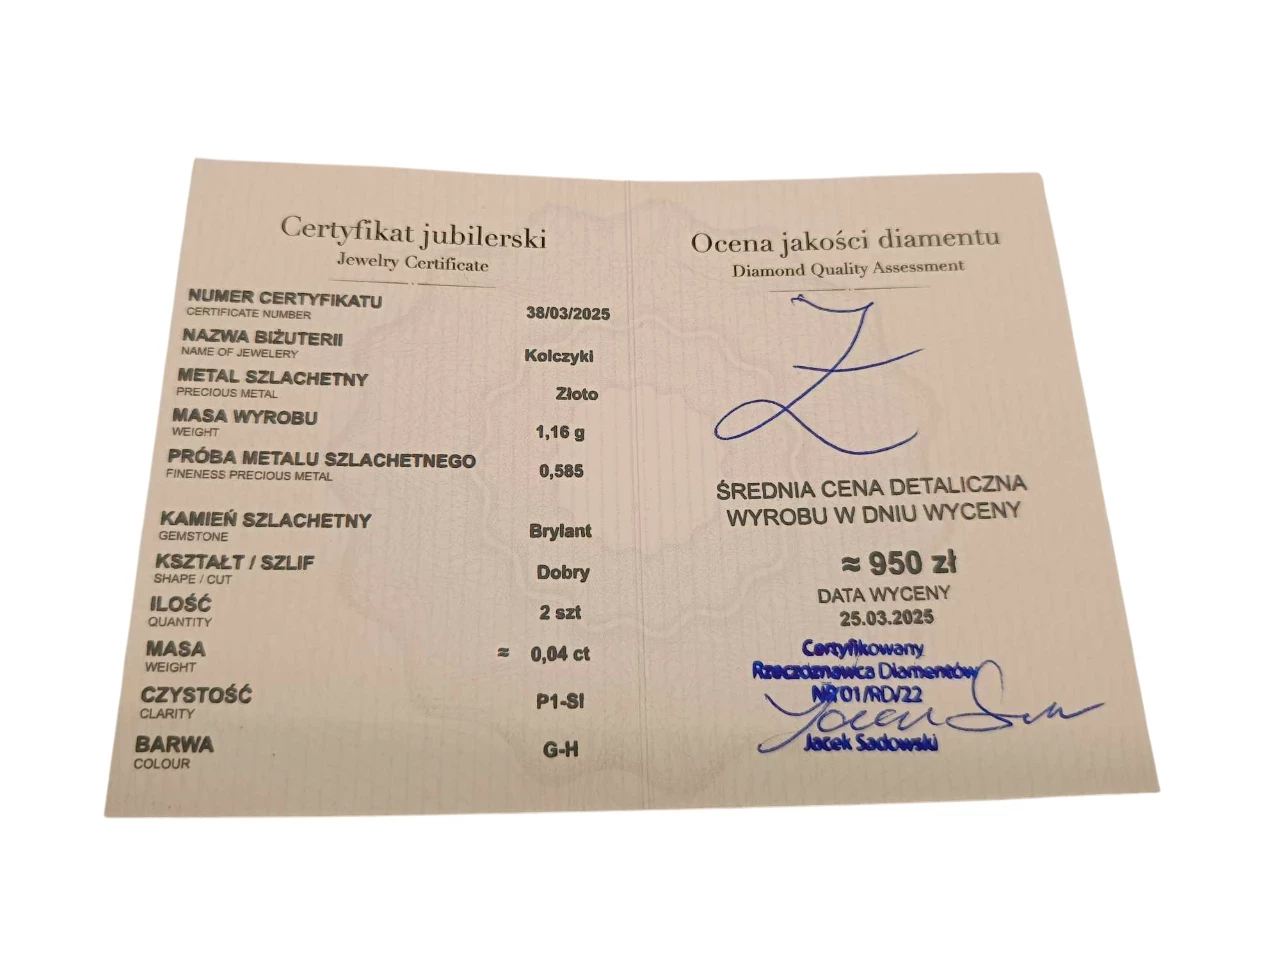 Certyfikat jubilerski
Jewelry Certificate
NUMER CERTYFIKATU
CERTIFICATE NUMBER
38/03/2025
NAZWA BIŻUTERII
NAME OF JEWELERY
Kolczyki
METAL SZLACHETNY
PRECIOUS METAL
Złoto
MASA WYROBU
WEIGHT
1,16 g
PRÓBA METALU SZLACHETNEGO
FINENESS PRECIOUS METAL
0,585
KAMIEŃ SZLACHETNY
GEMSTONE
Brylant
KSZTAŁT / SZLIF
SHAPE / CUT
Dobry
ILOŚĆ
QUANTITY
2 szt
MASA
WEIGHT
≈ 0,04 ct
CZYSTOŚĆ
CLARITY
P1-SI
BARWA
COLOUR
G-H
Ocena jakości diamentu
Diamond Quality Assessment
ŚREDNIA CENA DETALICZNA
WYROBU W DNIU WYCENY
≈ 950 zł
DATA WYCENY
25.03.2025
Certyfikowany
Rzeczoznawca Diamentów
NR 01/RD/22
Jacek Sadowski